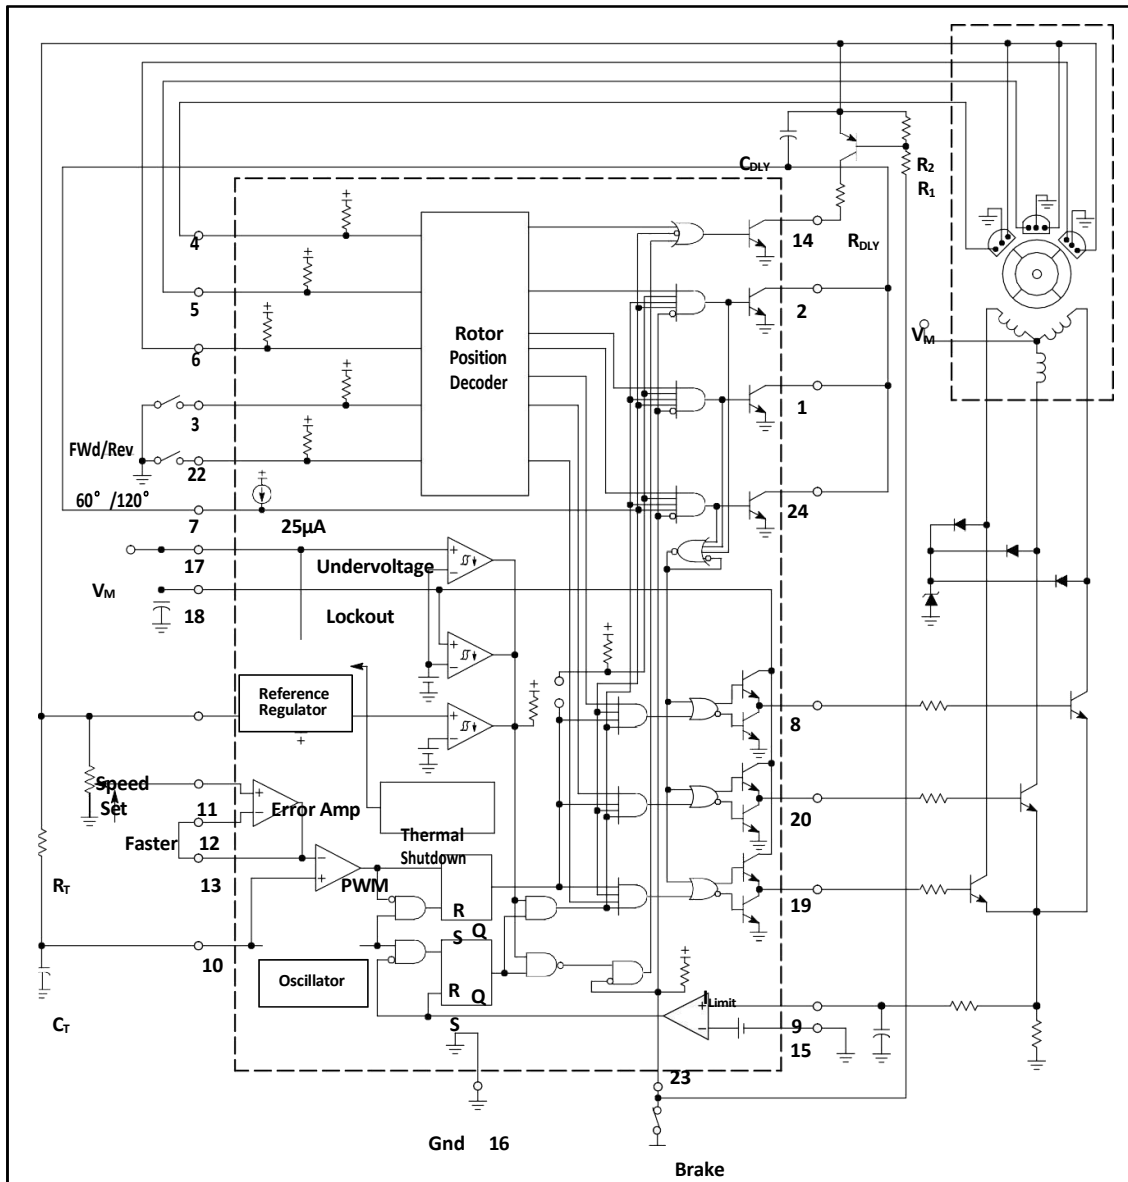 CDLY
R2
R1
4
14
RDLY
5
2
Rotor
Position
Decoder
6
VM
3
1
FWd/Rev
22
60° /120°
24
7
25µA
17
Undervoltage
VM
18
Lockout
Reference
Regulator
8
Speed
Set
11
Error Amp
20
Faster
12
Thermal
Shutdown
13
PWM
RT
R
19
S
Q
10
Oscillator
R
Q
ILimit
CT
S
9
15
23
Gnd 16
Brake